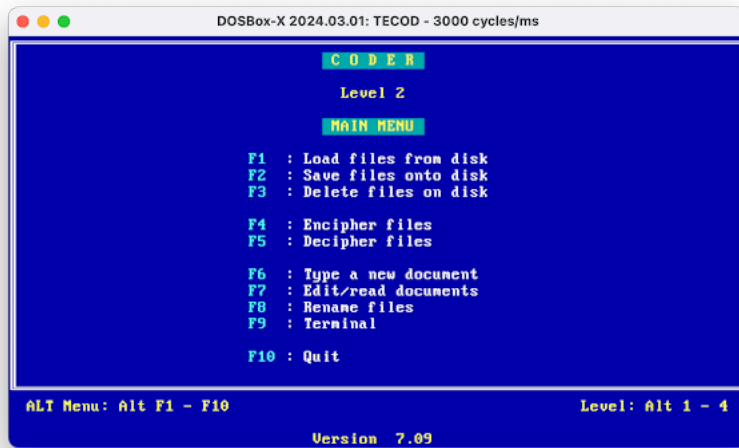 DOSBox-X 2024.03.01: TECOD - 3000 cycles/ms
C O D E R
Level 2
MAIN MENU
F1 : Load files from disk
F2 : Save files onto disk
F3 : Delete files on disk
F4 : Encipher files
F5 : Decipher files
F6 : Type a new document
F7 : Edit/read documents
F8 : Rename files
F9 : Terminal
F10 : Quit
ALT Menu: Alt F1 - F10 Level: Alt 1 - 4
Version 7.09